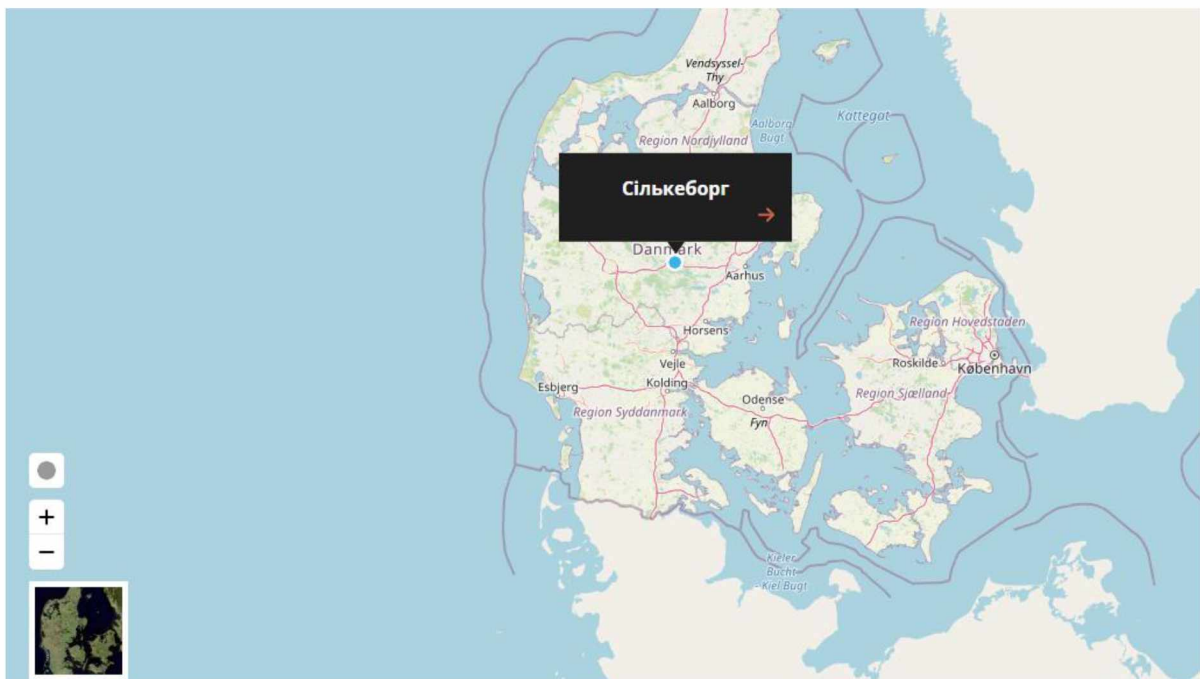 Vendsyssel-
Thy
Aalborg
Kattegat
Aalborg
Bugt
Region Nordjylland
Сількеборг
→
Danmark
Aarhus
Region Hovedstaden
Horsens
Vejle
Roskilde
København
Esbjerg
Kolding
Region Sjælland
Odense
Region Syddanmark
Fyn
+
−
Kieler
Bucht
- Kiel Bugt